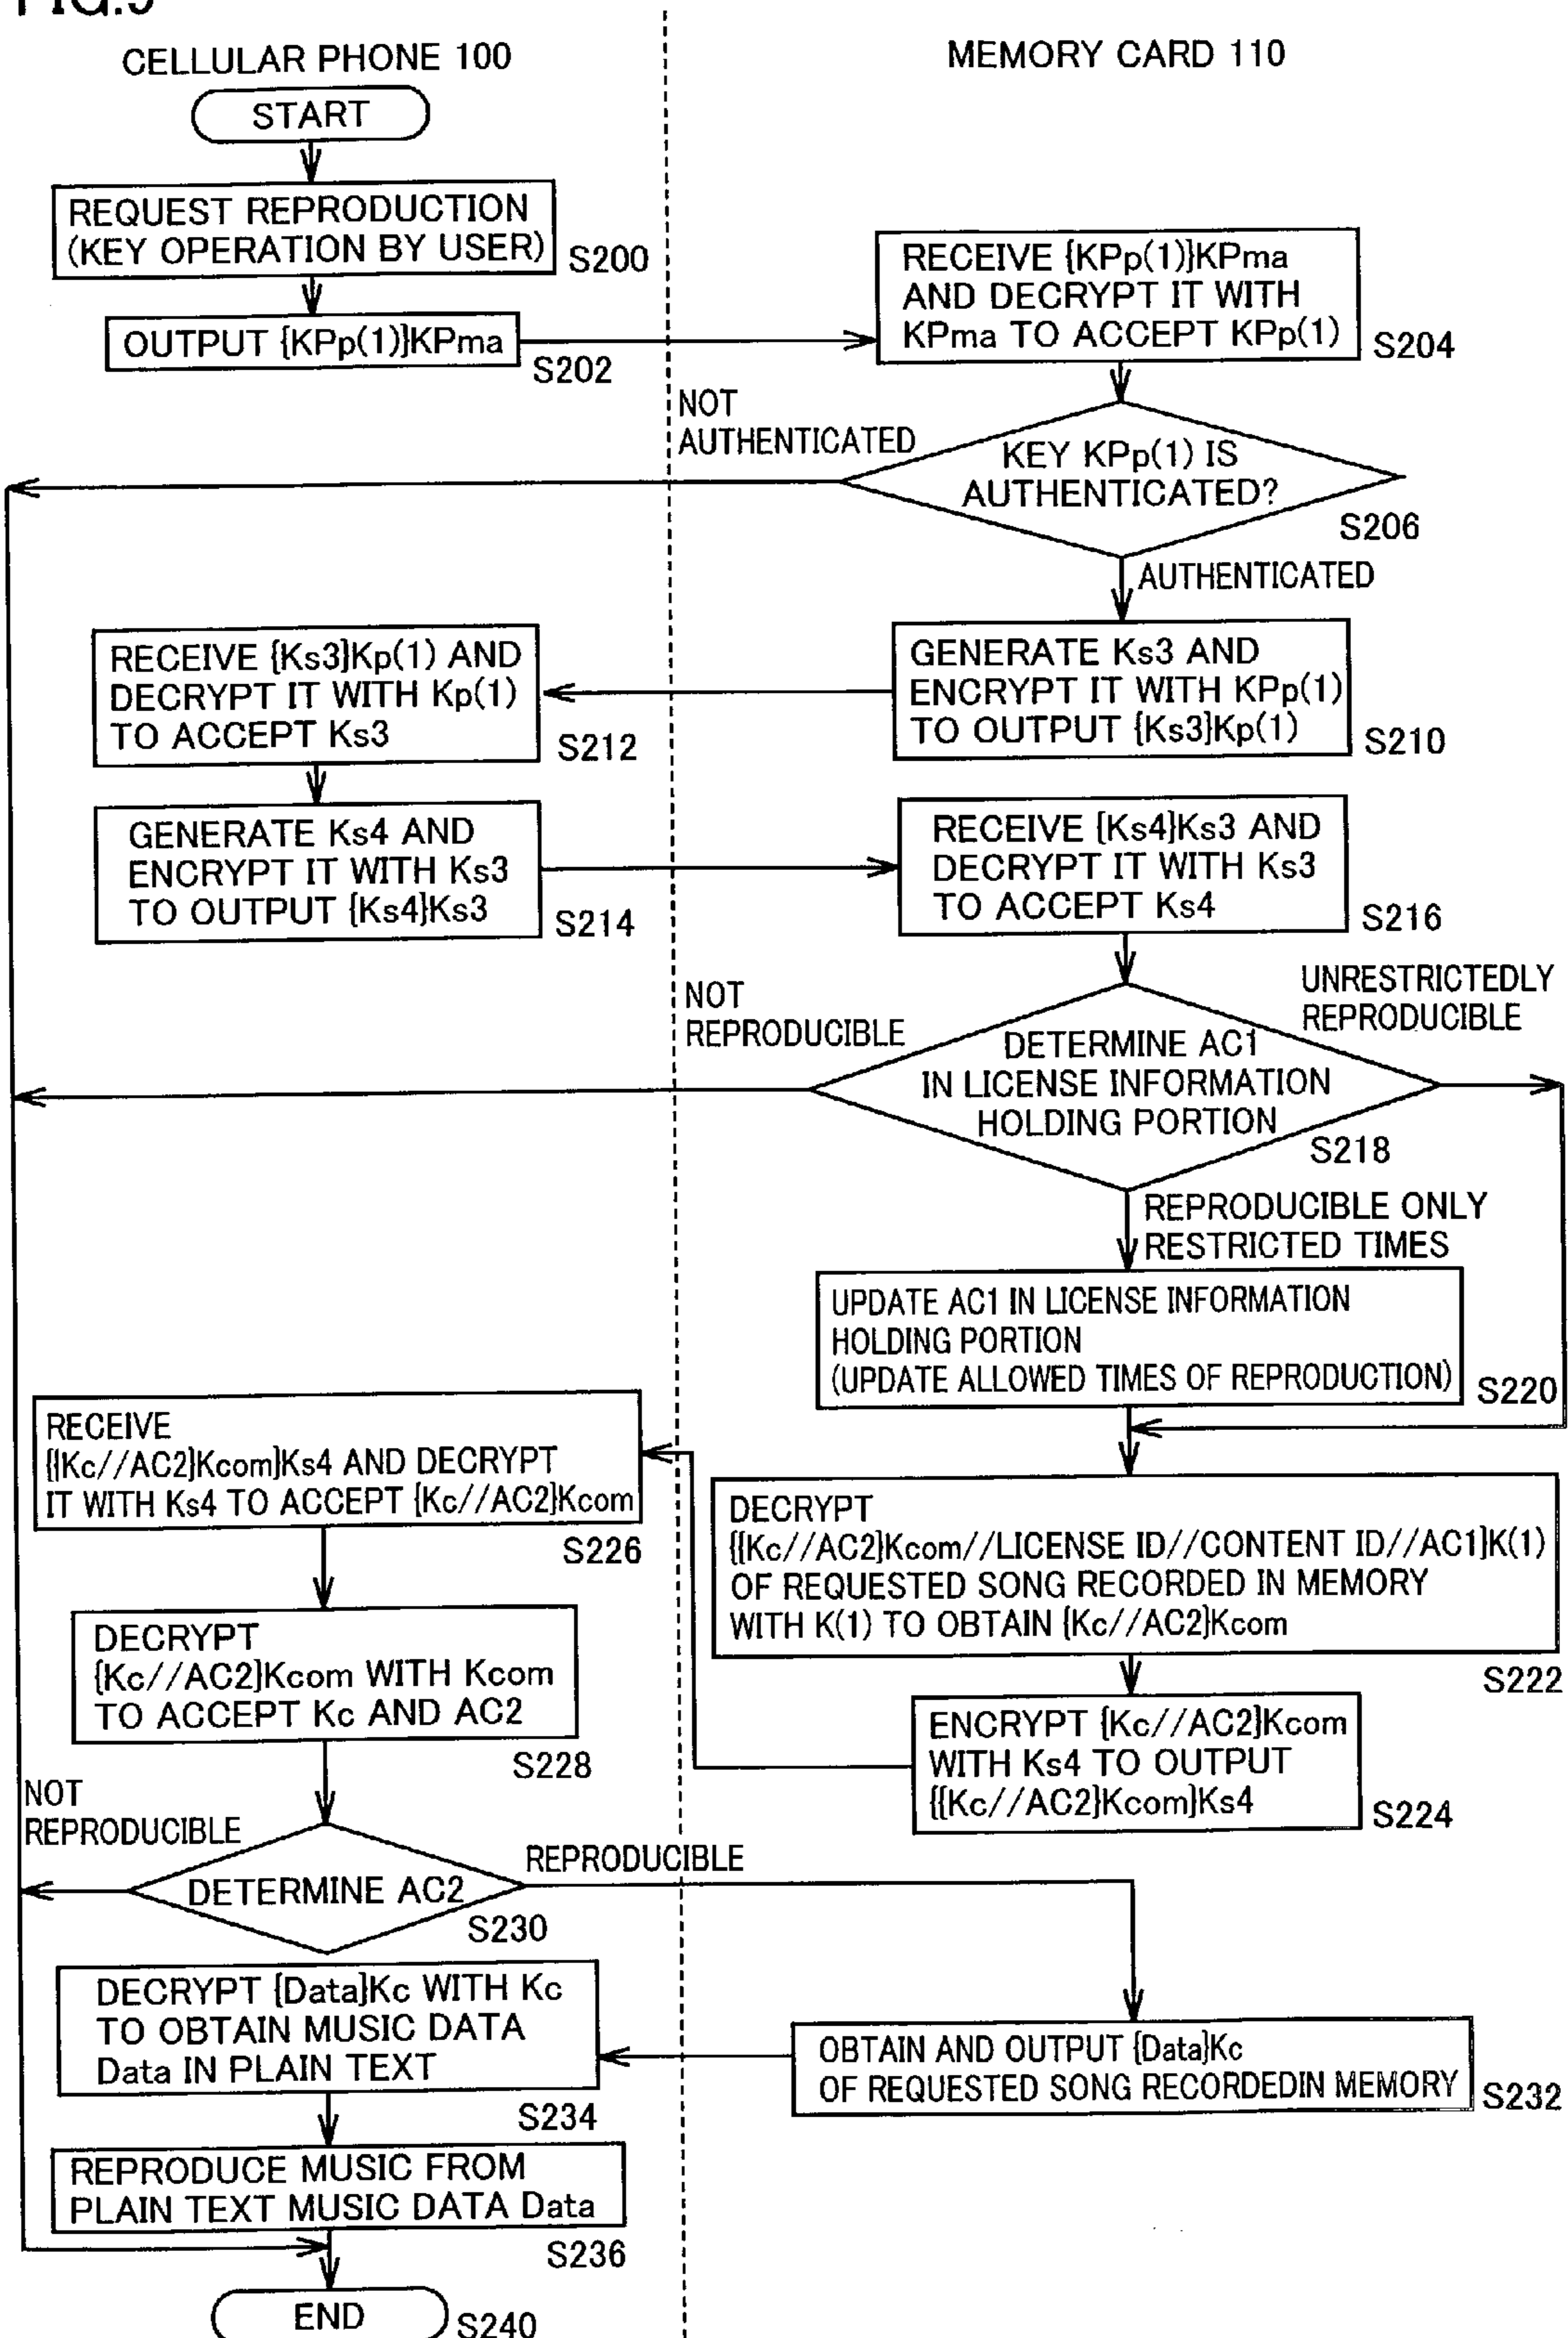 FIG.9
CELLULAR PHONE 100
MEMORY CARD 110
START
REQUEST REPRODUCTION
(KEY OPERATION BY USER)
S200
OUTPUT {KPp(1)}KPma
S202
RECEIVE {KPp(1)}KPma
AND DECRYPT IT WITH
KPma TO ACCEPT KPp(1)
S204
NOT
AUTHENTICATED
KEY KPp(1) IS
AUTHENTICATED?
S206
AUTHENTICATED
GENERATE Ks3 AND
ENCRYPT IT WITH KPp(1)
TO OUTPUT {Ks3}Kp(1)
S210
RECEIVE {Ks3}Kp(1) AND
DECRYPT IT WITH Kp(1)
TO ACCEPT Ks3
S212
GENERATE Ks4 AND
ENCRYPT IT WITH Ks3
TO OUTPUT {Ks4}Ks3
S214
RECEIVE {Ks4}Ks3 AND
DECRYPT IT WITH Ks3
TO ACCEPT Ks4
S216
NOT
REPRODUCIBLE
UNRESTRICTEDLY
REPRODUCIBLE
DETERMINE AC1
IN LICENSE INFORMATION
HOLDING PORTION
S218
REPRODUCIBLE ONLY
RESTRICTED TIMES
UPDATE AC1 IN LICENSE INFORMATION
HOLDING PORTION
(UPDATE ALLOWED TIMES OF REPRODUCTION)
S220
DECRYPT
{{Kc//AC2}Kcom//LICENSE ID//CONTENT ID//AC1}K(1)
OF REQUESTED SONG RECORDED IN MEMORY
WITH K(1) TO OBTAIN {Kc//AC2}Kcom
S222
ENCRYPT {Kc//AC2}Kcom
WITH Ks4 TO OUTPUT
{{Kc//AC2}Kcom}Ks4
S224
RECEIVE
{{Kc//AC2}Kcom}Ks4 AND DECRYPT
IT WITH Ks4 TO ACCEPT {Kc//AC2}Kcom
S226
DECRYPT
{Kc//AC2}Kcom WITH Kcom
TO ACCEPT Kc AND AC2
S228
NOT
REPRODUCIBLE
REPRODUCIBLE
DETERMINE AC2
S230
OBTAIN AND OUTPUT {Data}Kc
OF REQUESTED SONG RECORDEDIN MEMORY
S232
DECRYPT {Data}Kc WITH Kc
TO OBTAIN MUSIC DATA
Data IN PLAIN TEXT
S234
REPRODUCE MUSIC FROM
PLAIN TEXT MUSIC DATA Data
S236
END
S240